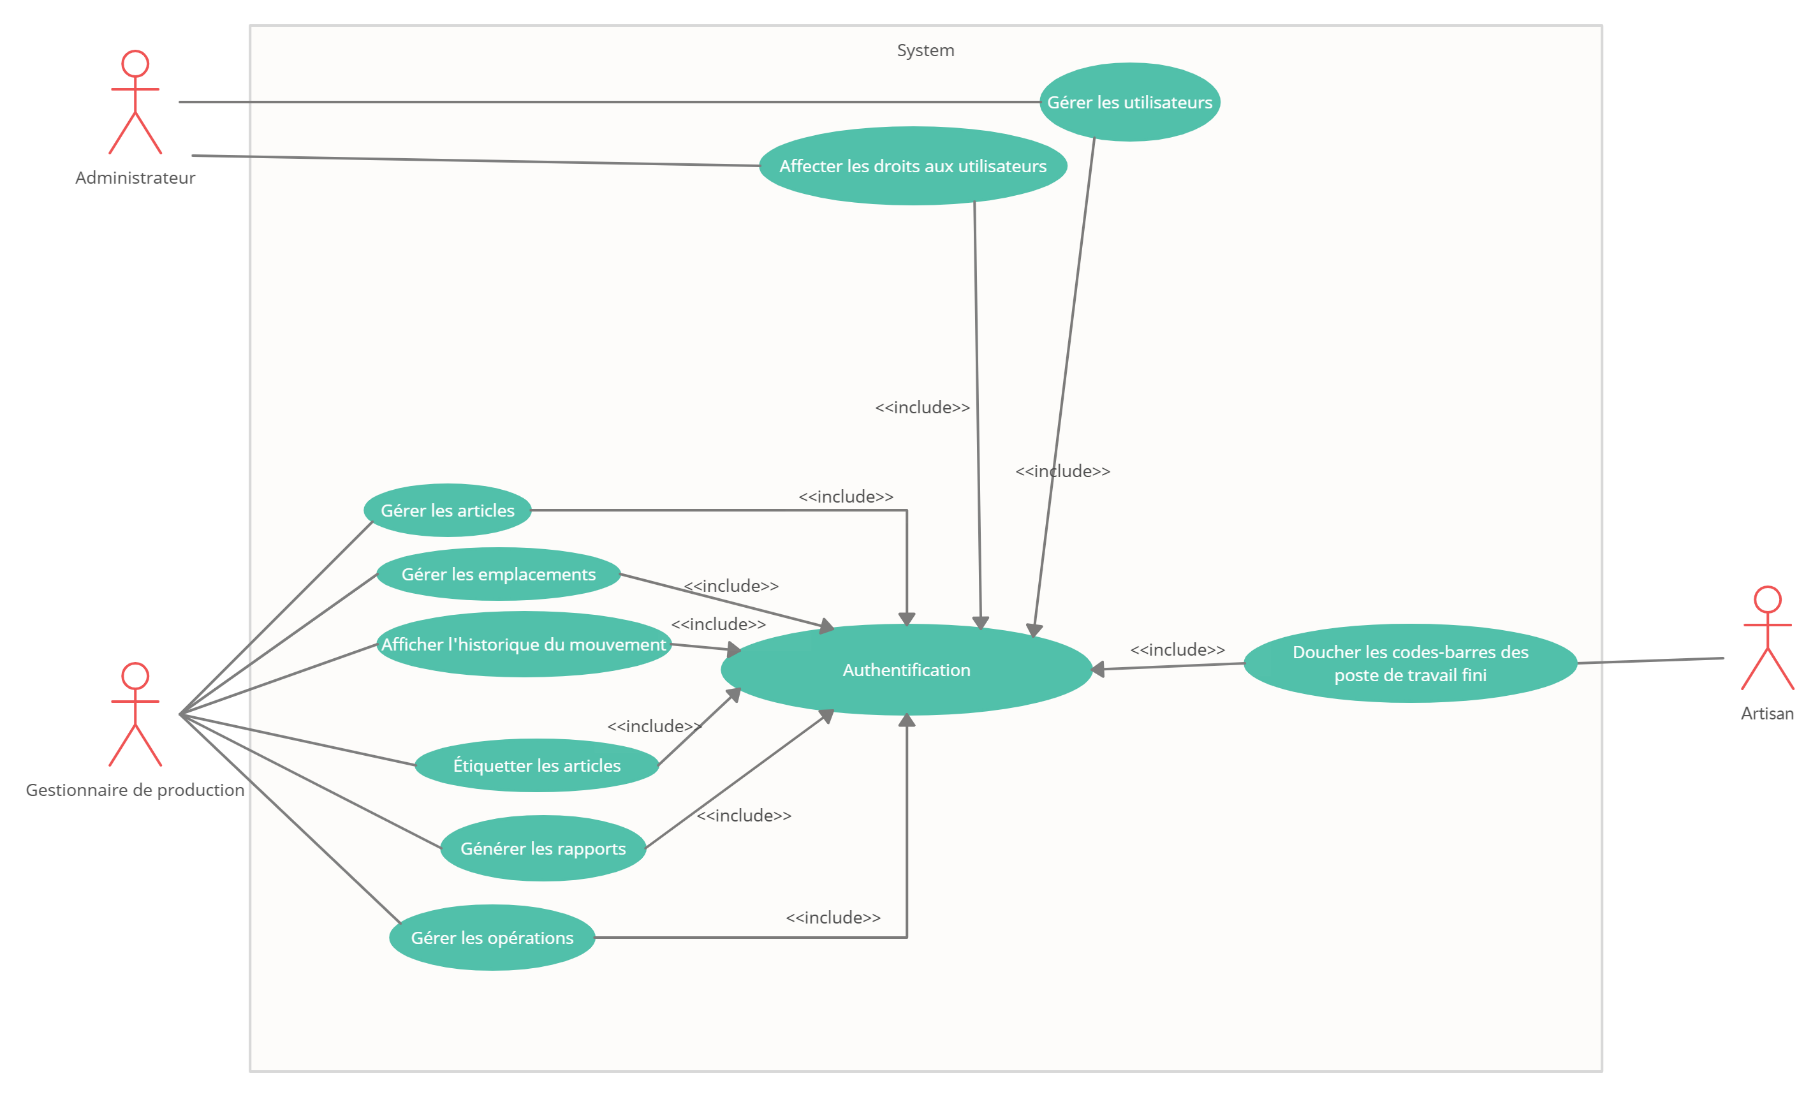 System
Gérer les utilisateurs
Affecter les droits aux utilisateurs
Administrateur
<<include>>
<<include>>
Gérer les articles
<<include>>
Gérer les emplacements
<<include>>
Afficher l'historique du mouvement
<<include>>
Authentification
<<include>>
Doucher les codes-barres des
poste de travail fini
Artisan
Gestionnaire de production
<<include>>
Étiquetter les articles
<<include>>
Générer les rapports
<<include>>
Gérer les opérations